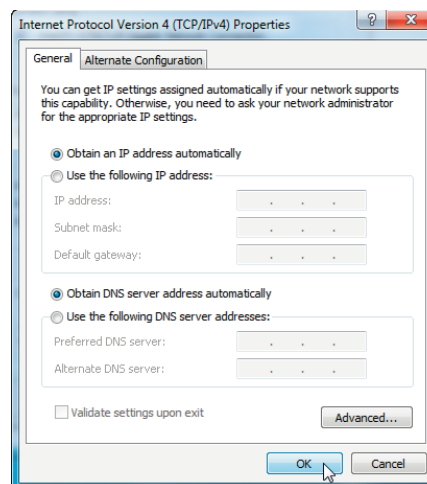 Internet Protocol Version 4 (TCP/IPv4) Properties
General
Alternate Configuration
You can get IP settings assigned automatically if your network supports
this capability. Otherwise, you need to ask your network administrator
for the appropriate IP settings.
Obtain an IP address automatically
Use the following IP address:
IP address:
Subnet mask:
Default gateway:
Obtain DNS server address automatically
Use the following DNS server addresses:
Preferred DNS server:
Alternate DNS server:
Validate settings upon exit
Advanced...
OK
Cancel